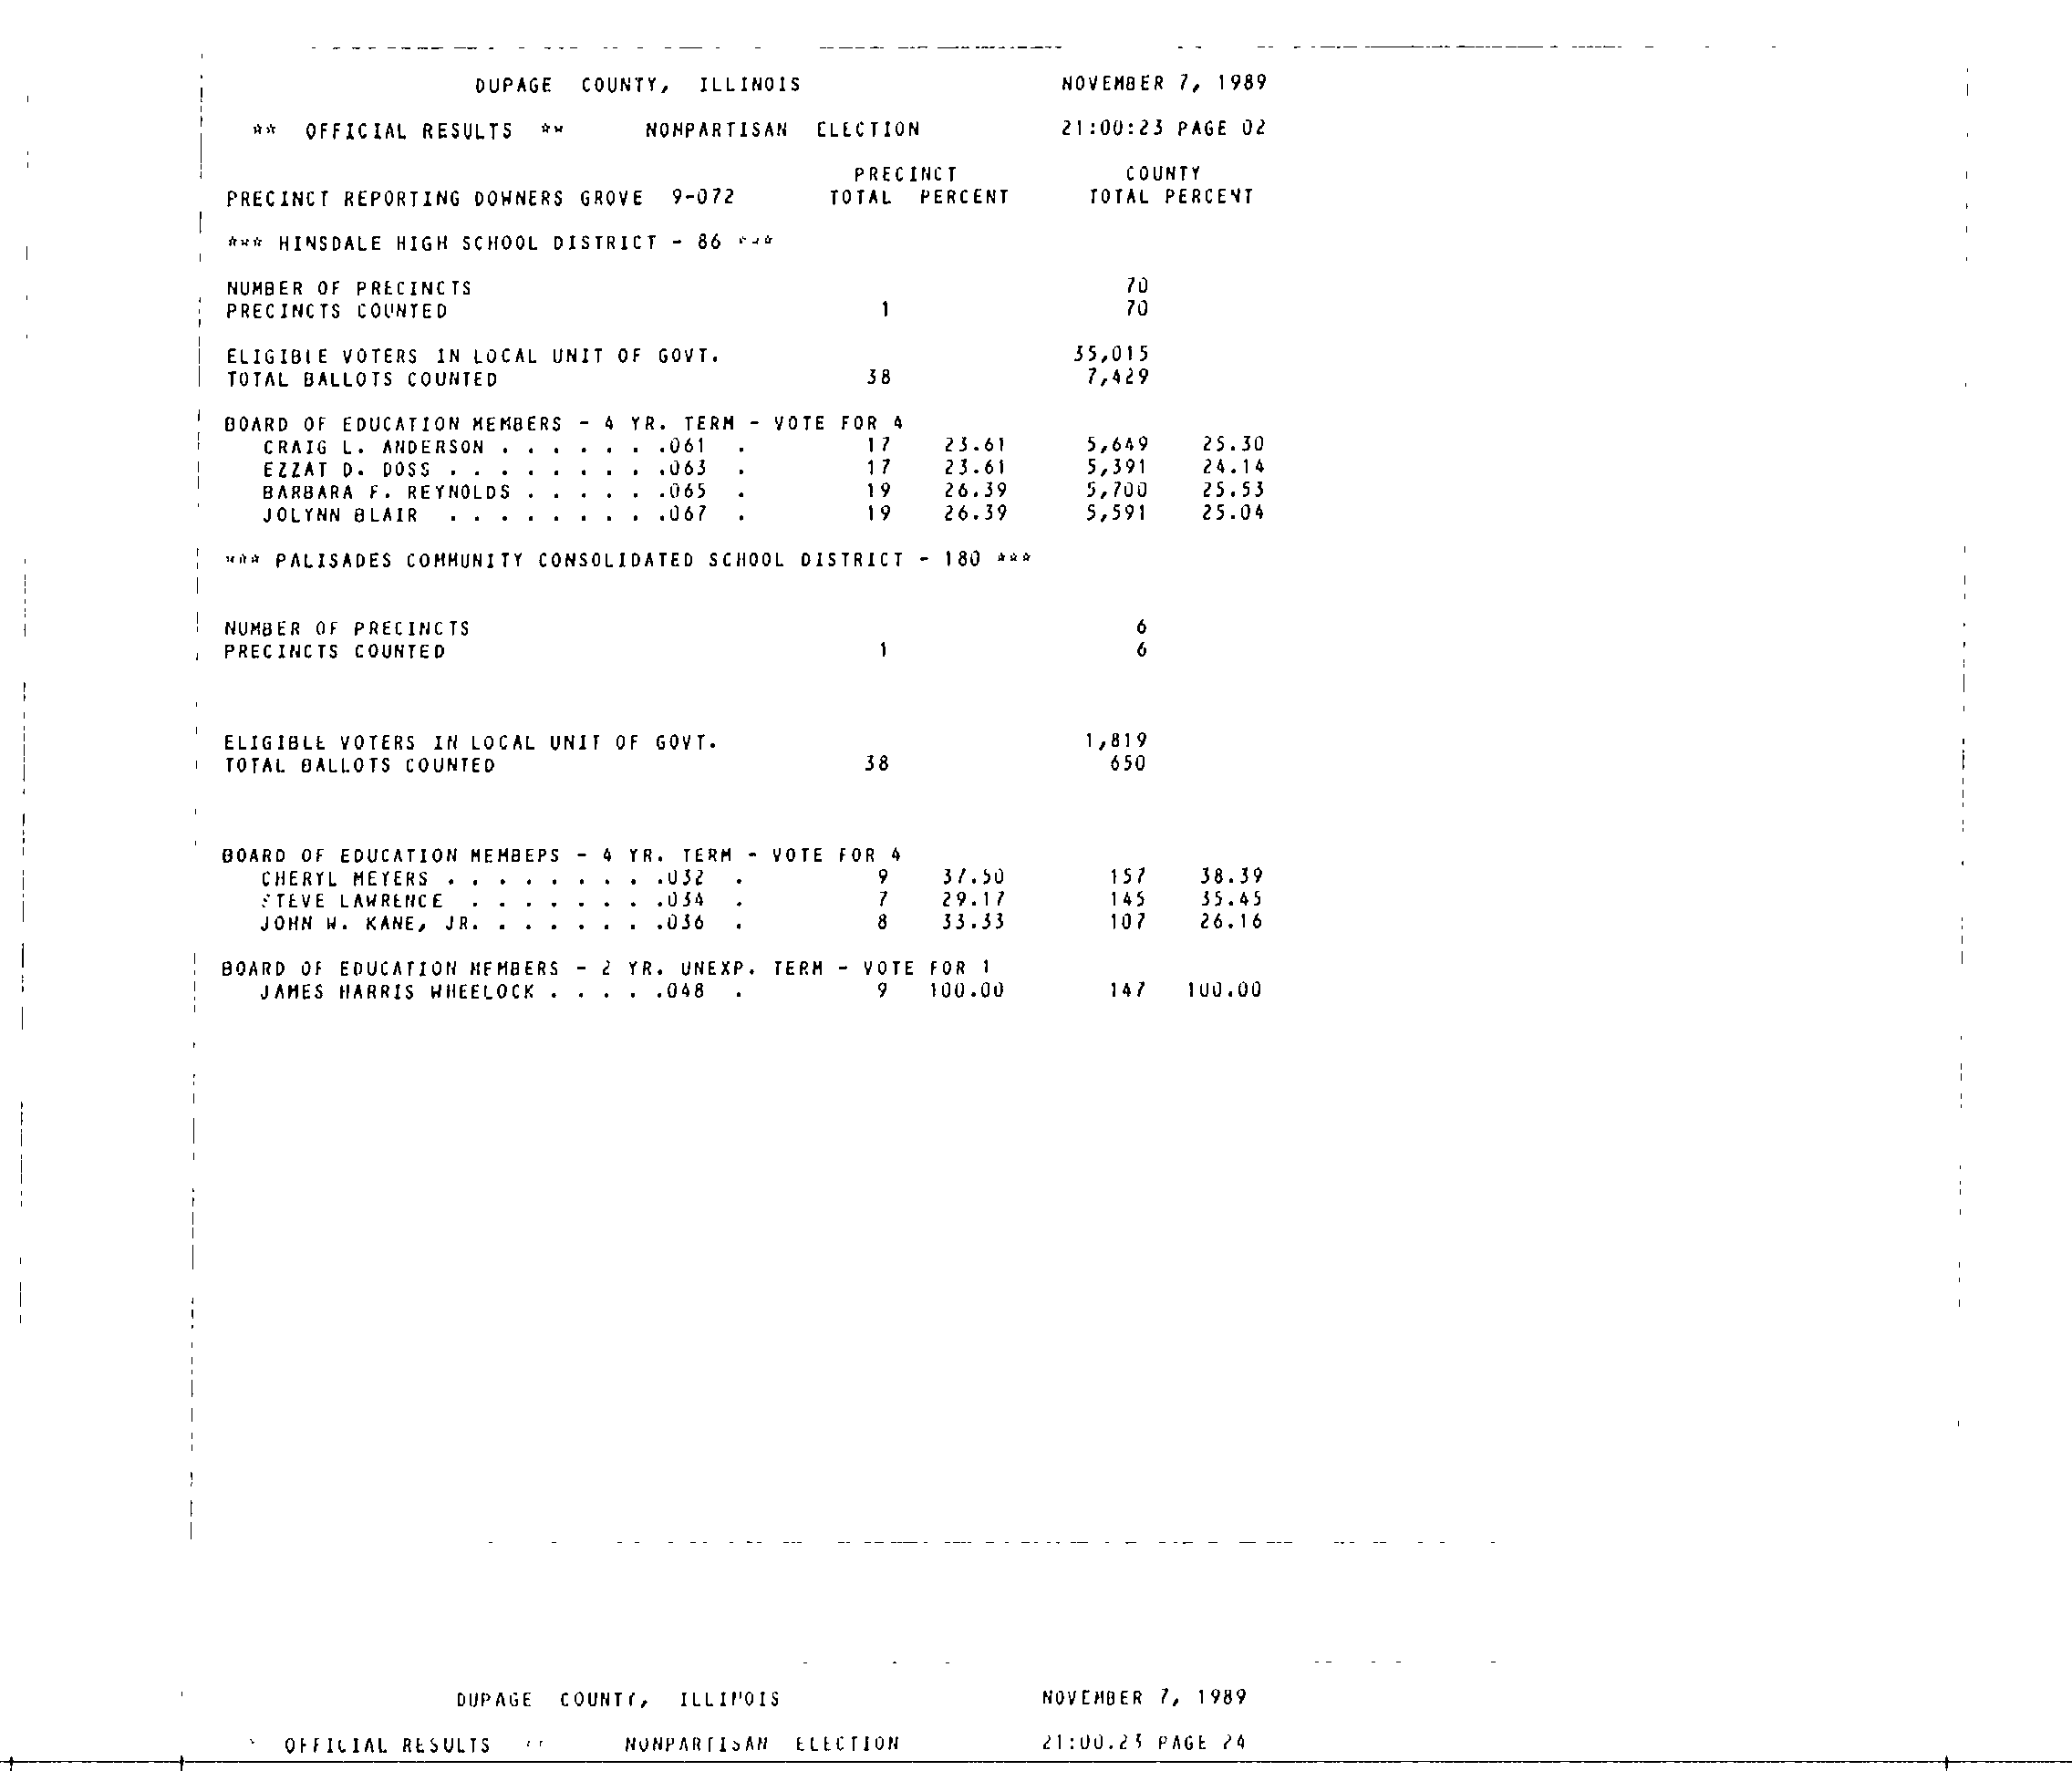 DUPAGE COUNTY, ILLINOIS NOVEMBER 7, 1989
** OFFICIAL RESULTS ** NONPARTISAN ELECTION 21:00:23 PAGE 02
PRECINCT COUNTY
PRECINCT REPORTING DOWNERS GROVE 9-072 TOTAL PERCENT TOTAL PERCENT
*** HINSDALE HIGH SCHOOL DISTRICT - 86 ***
NUMBER OF PRECINCTS 70
PRECINCTS COUNTED 1 70
ELIGIBLE VOTERS IN LOCAL UNIT OF GOVT. 35,015
TOTAL BALLOTS COUNTED 38 7,429
BOARD OF EDUCATION MEMBERS - 4 YR. TERM - VOTE FOR 4
CRAIG L. ANDERSON . . . . . . .061 . 17 23.61 5,649 25.30
EZZAT D. DOSS . . . . . . . . .063 . 17 23.61 5,391 24.14
BARBARA F. REYNOLDS . . . . . .065 . 19 26.39 5,700 25.53
JOLYNN BLAIR . . . . . . . . .067 . 19 26.39 5,591 25.04
*** PALISADES COMMUNITY CONSOLIDATED SCHOOL DISTRICT - 180 ***
NUMBER OF PRECINCTS 6
PRECINCTS COUNTED 1 6
ELIGIBLE VOTERS IN LOCAL UNIT OF GOVT. 1,819
TOTAL BALLOTS COUNTED 38 650
BOARD OF EDUCATION MEMBERS - 4 YR. TERM - VOTE FOR 4
CHERYL MEYERS . . . . . . . . .032 . 9 37.50 157 38.39
STEVE LAWRENCE . . . . . . . .034 . 7 29.17 145 35.45
JOHN W. KANE, JR. . . . . . . .036 . 8 33.33 107 26.16
BOARD OF EDUCATION MEMBERS - 2 YR. UNEXP. TERM - VOTE FOR 1
JAMES HARRIS WHEELOCK . . . . .048 . 9 100.00 147 100.00
DUPAGE COUNTY, ILLINOIS NOVEMBER 7, 1989
OFFICIAL RESULTS NONPARTISAN ELECTION 21:00.23 PAGE 24